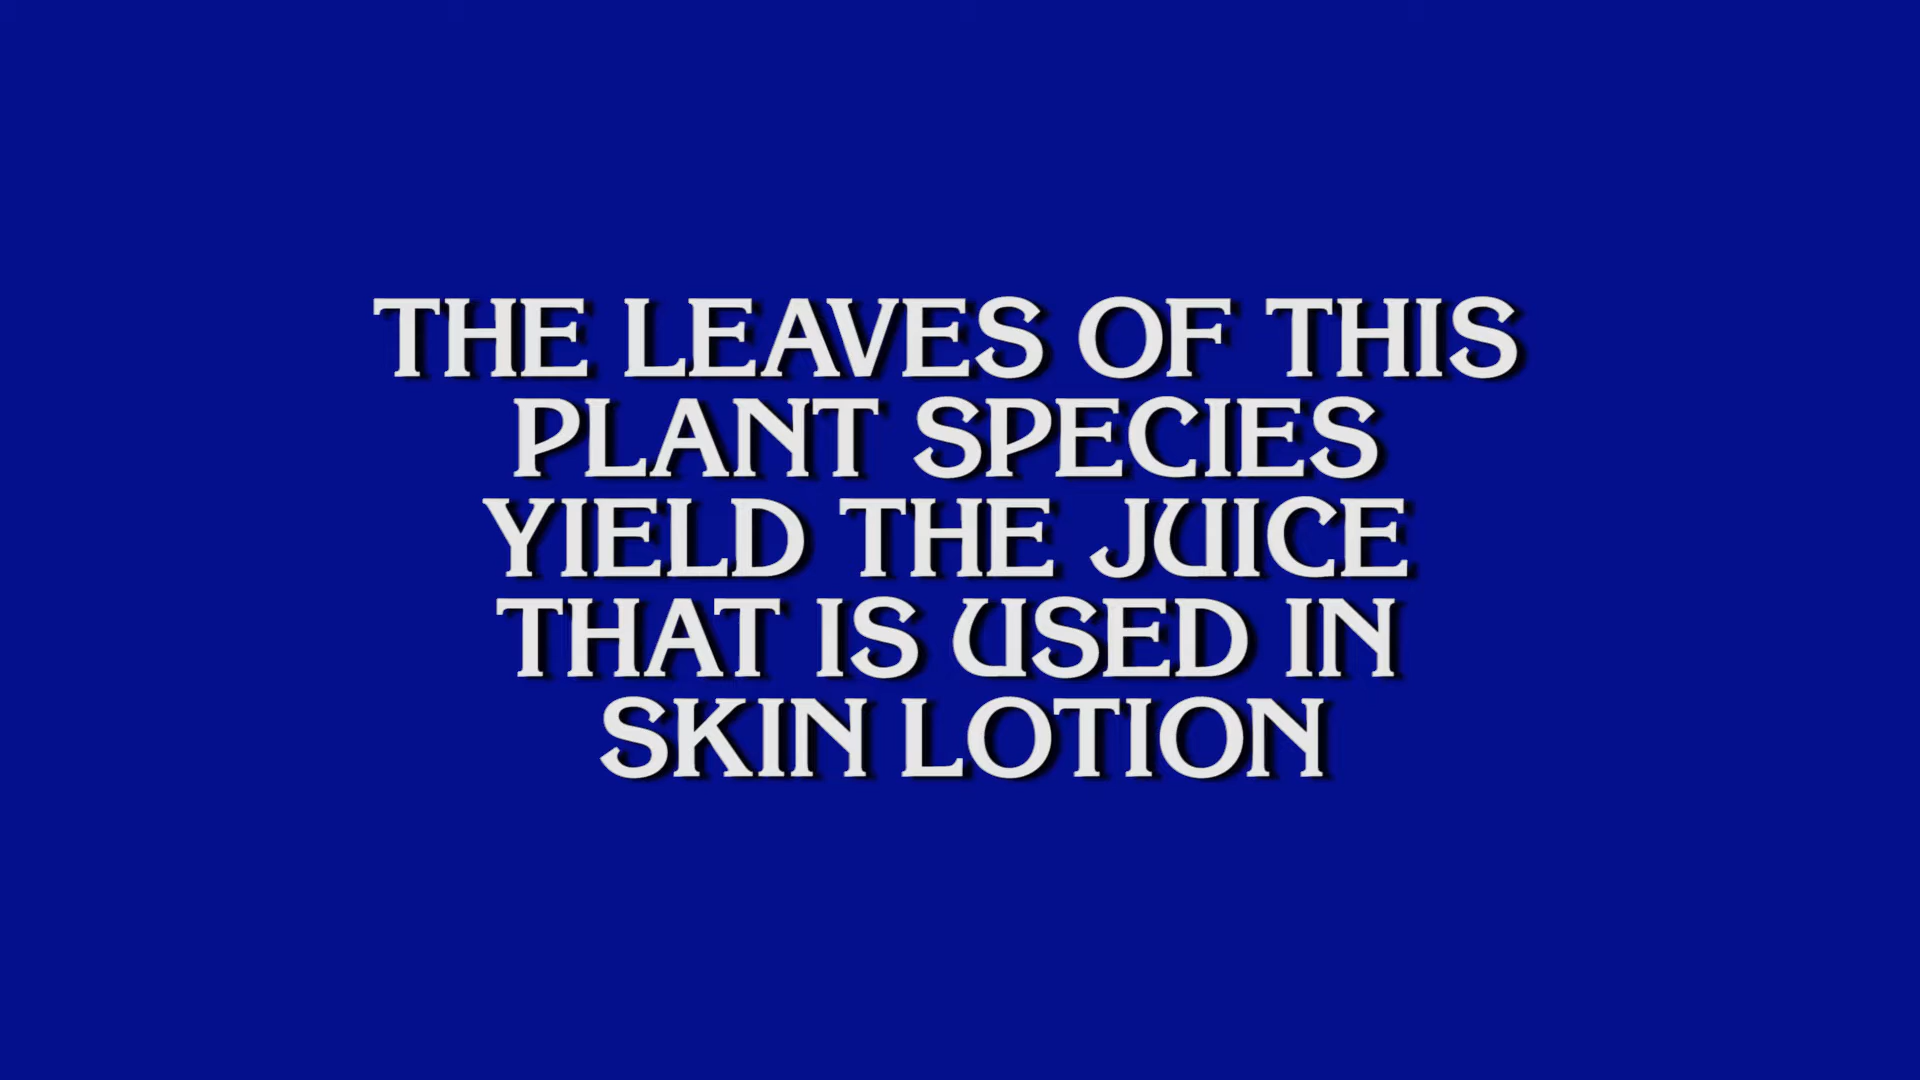 THE LEAVES OF THIS
PLANT SPECIES
YIELD THE JUICE
THAT IS USED IN
SKIN LOTION